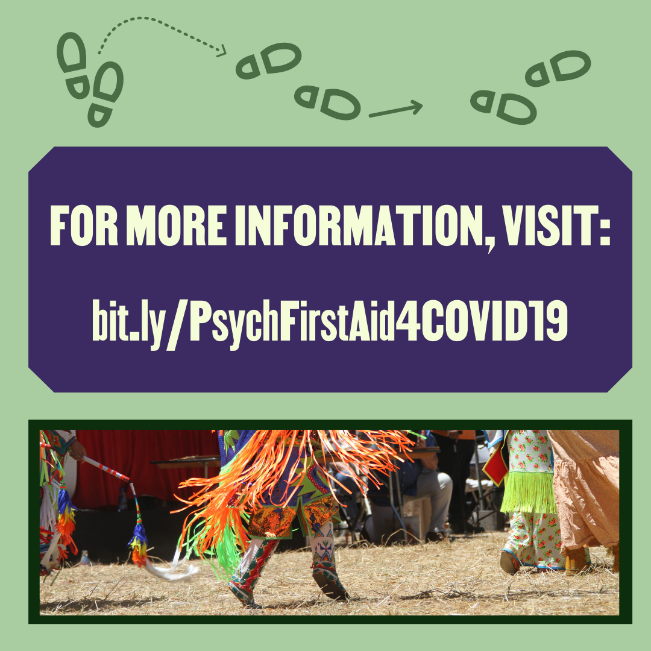 FOR MORE INFORMATION, VISIT:
bit.ly/PsychFirstAid4COVID19